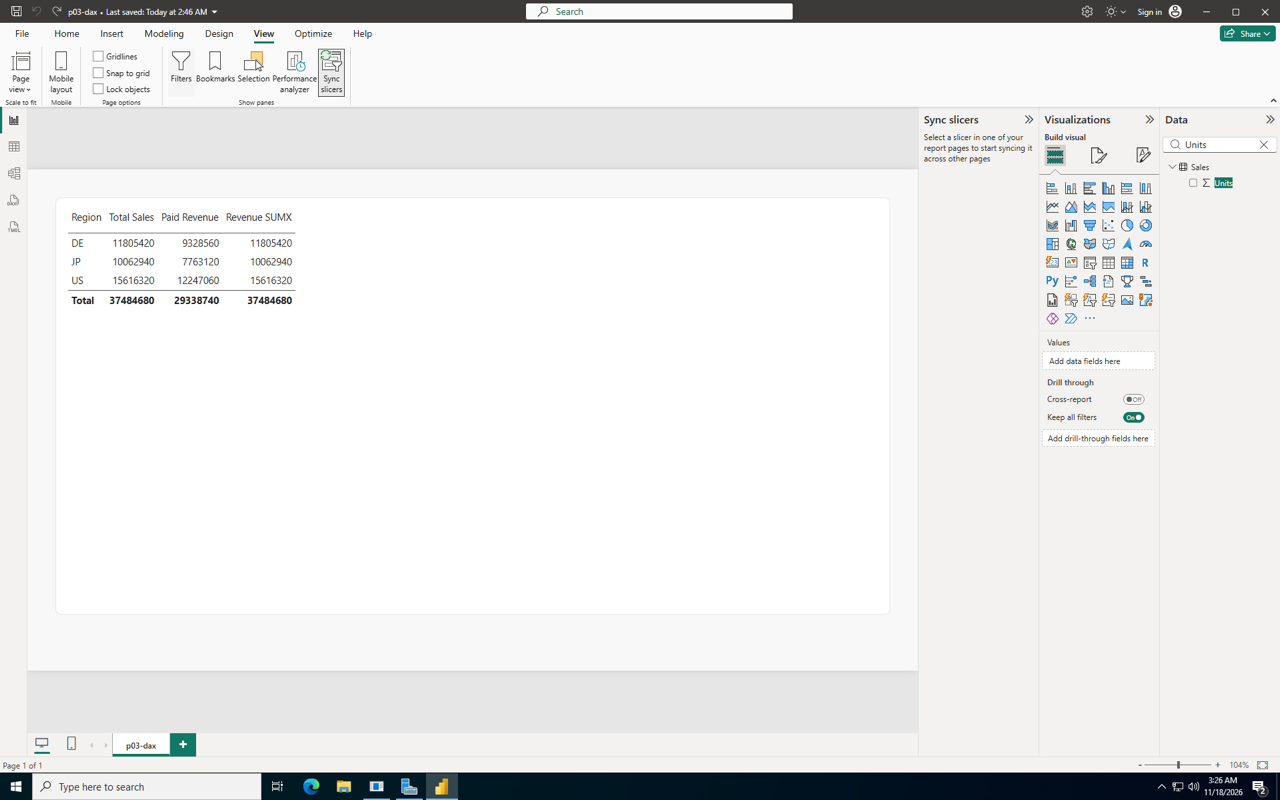 p03-dax • Last saved: Today at 2:46 AM
Search
Sign in
File
Home
Insert
Modeling
Design
View
Optimize
Help
Share
Page view
Mobile layout
Gridlines
Snap to grid
Lock objects
Filters
Bookmarks
Selection
Performance analyzer
Sync slicers
Scale to fit
Mobile
Page options
Show panes
Sync slicers
Select a slicer in one of your
report pages to start syncing it
across other pages
Visualizations
Build visual
R
Py
Values
Add data fields here
Drill through
Cross-report
Off
Keep all filters
On
Add drill-through fields here
Data
Units
Sales
Units
Region Total Sales Paid Revenue Revenue SUMX
DE 11805420 9328560 11805420
JP 10062940 7763120 10062940
US 15616320 12247060 15616320
Total 37484680 29338740 37484680
p03-dax
Page 1 of 1
- + 104%
Type here to search
3:26 AM
11/18/2026
2